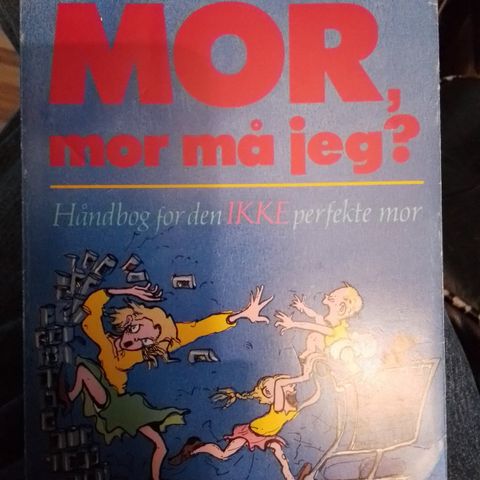 MOR,
mor må jeg?
Håndbog for den IKKE perfekte mor